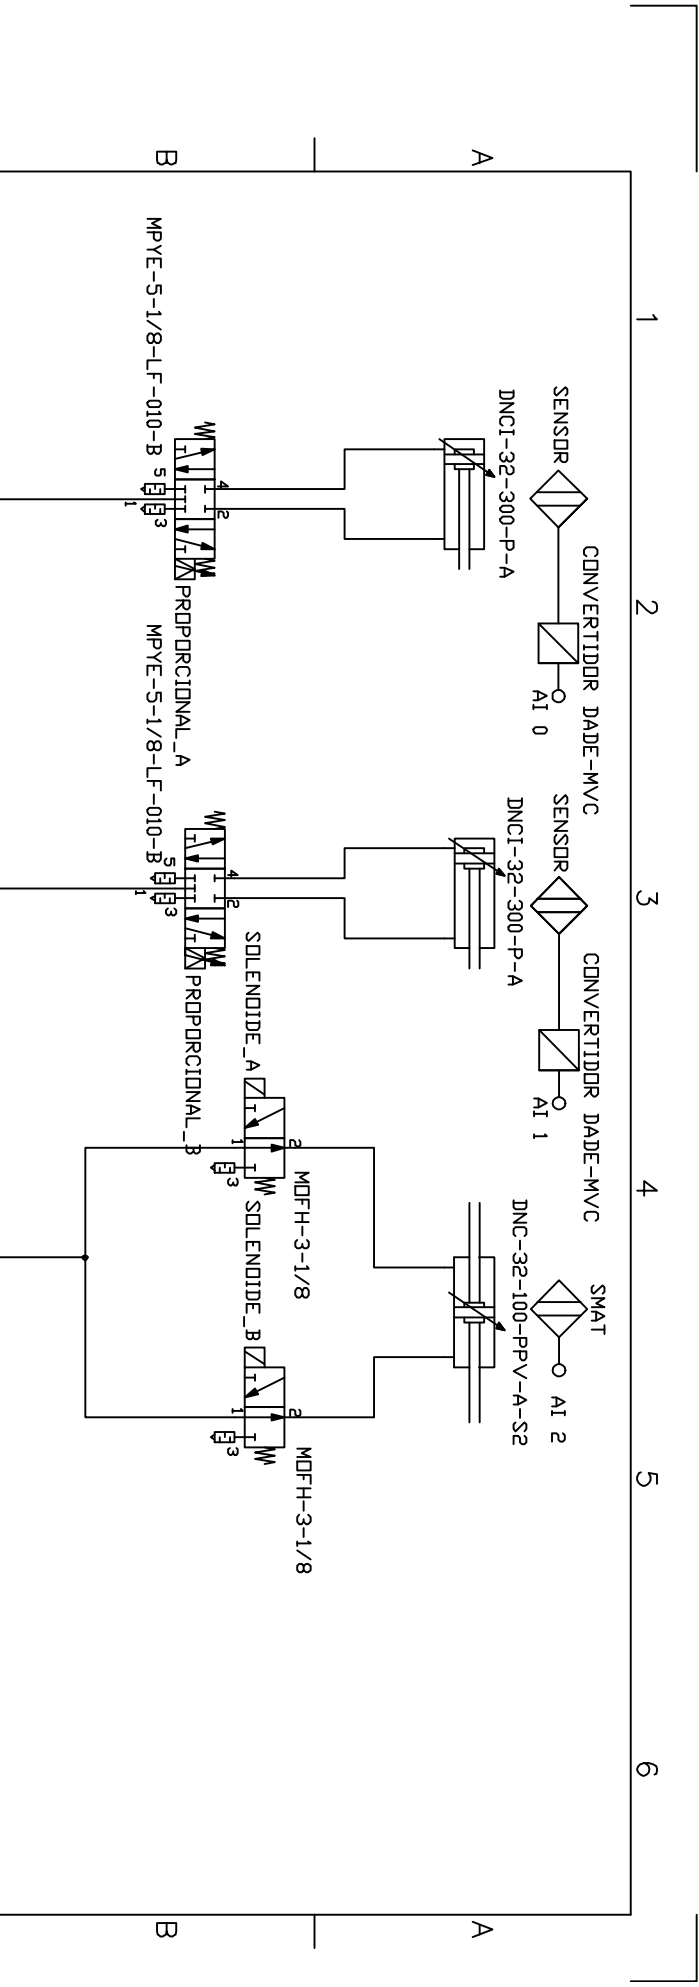 1
2
3
4
5
6
A
A
B
B
SENSOR
CONVERTIDOR DADE-MVC
AI 0
DNCI-32-300-P-A
SENSOR
CONVERTIDOR DADE-MVC
AI 1
DNCI-32-300-P-A
SMAT
AI 2
DNC-32-100-PPV-A-S2
MPYE-5-1/8-LF-010-B
4
2
5
1
3
PROPORCIONAL_A
MPYE-5-1/8-LF-010-B
4
2
5
1
3
PROPORCIONAL_B
SOLENOIDE_A
2
1
3
MOFH-3-1/8
SOLENOIDE_B
2
1
3
MOFH-3-1/8